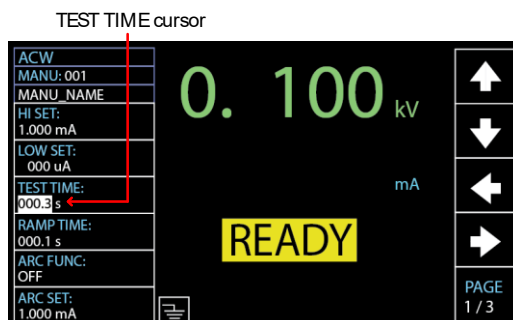 TEST TIME cursor
ACW
MANU: 001
MANU_NAME
HI SET:
1.000 mA
LOW SET:
000 uA
TEST TIME:
000.3 s
RAMP TIME:
000.1 s
ARC FUNC:
OFF
ARC SET:
1.000 mA
0. 100 kV
mA
READY
PAGE
1 / 3